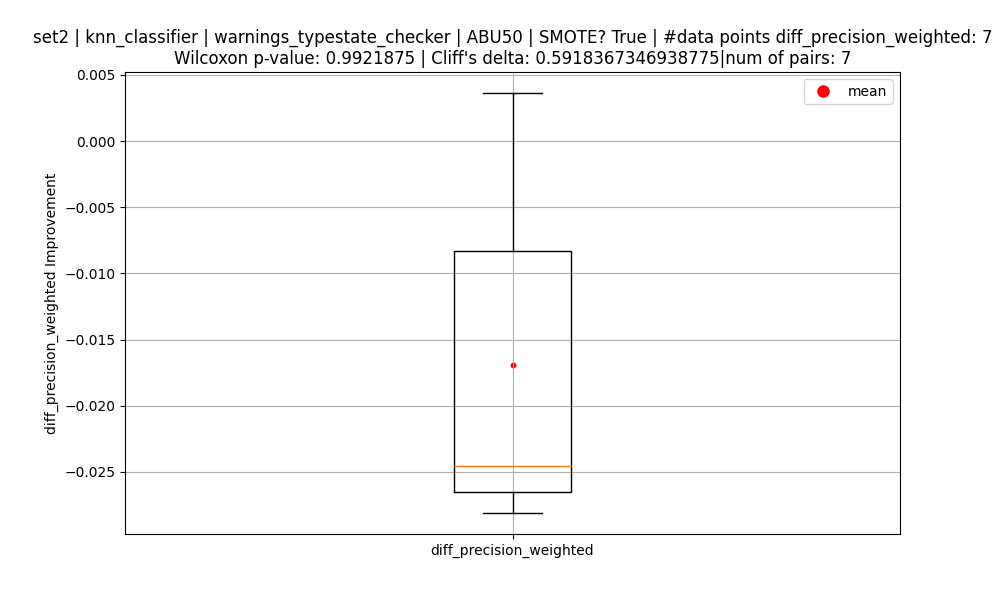 set2 | knn_classifier | warnings_typestate_checker | ABU50 | SMOTE? True | #data points diff_precision_weighted: 7
Wilcoxon p-value: 0.9921875 | Cliff's delta: 0.5918367346938775|num of pairs: 7
mean
0.005
0.000
−0.005
−0.010
−0.015
−0.020
−0.025
diff_precision_weighted Improvement
diff_precision_weighted